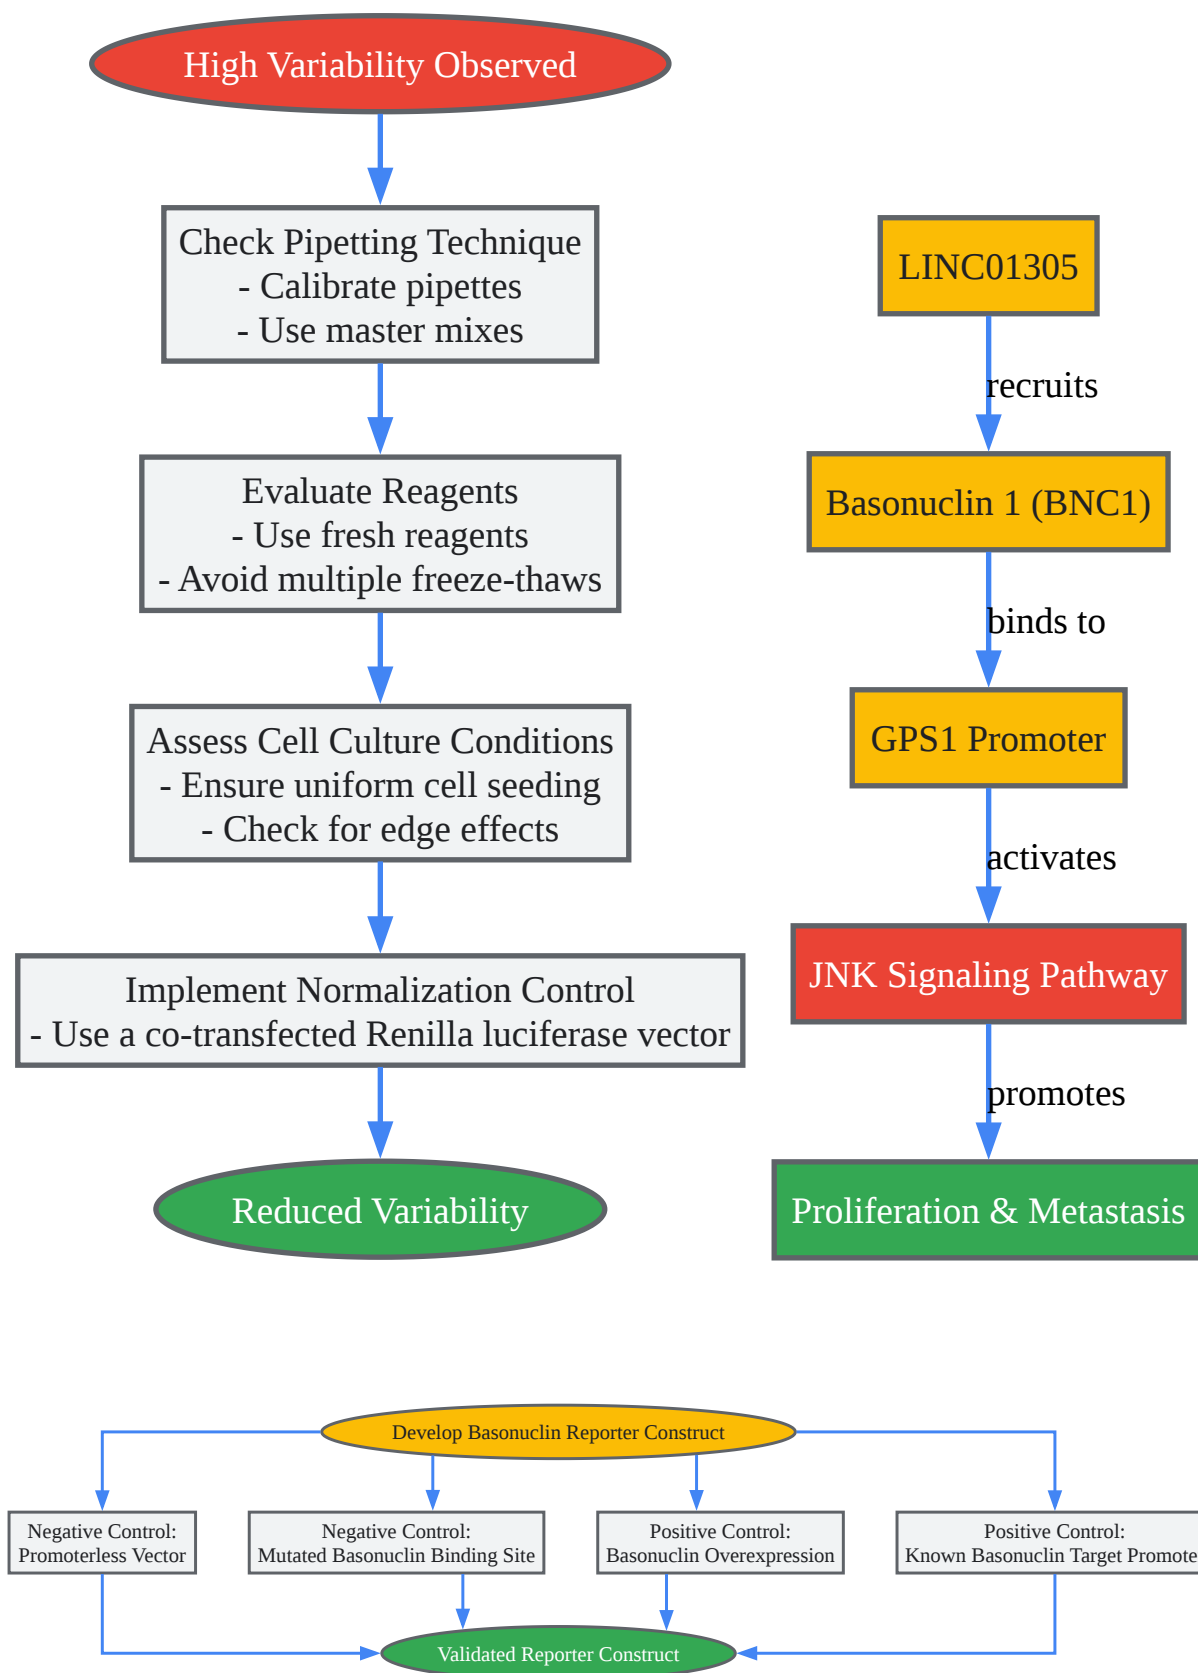 High Variability Observed
Check Pipetting Technique
- Calibrate pipettes
- Use master mixes
Evaluate Reagents
- Use fresh reagents
- Avoid multiple freeze-thaws
Assess Cell Culture Conditions
- Ensure uniform cell seeding
- Check for edge effects
Implement Normalization Control
- Use a co-transfected Renilla luciferase vector
Reduced Variability
LINC01305
recruits
Basonuclin 1 (BNC1)
binds to
GPS1 Promoter
activates
JNK Signaling Pathway
promotes
Proliferation & Metastasis
Develop Basonuclin Reporter Construct
Negative Control:
Promoterless Vector
Negative Control:
Mutated Basonuclin Binding Site
Positive Control:
Basonuclin Overexpression
Positive Control:
Known Basonuclin Target Promote
Validated Reporter Construct